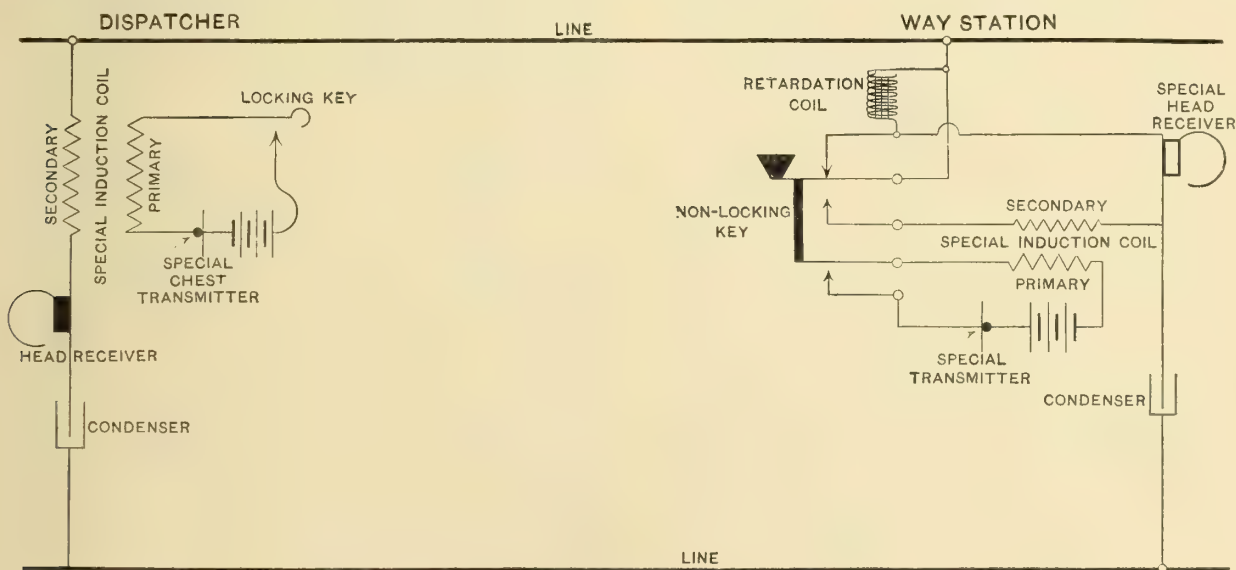 DISPATCHER
LINE
WAY STATION
SECONDARY
SPECIAL INDUCTION COIL
PRIMARY
LOCKING KEY
SPECIAL
CHEST
TRANSMITTER
HEAD RECEIVER
CONDENSER
RETARDATION
COIL
SPECIAL
HEAD
RECEIVER
NON-LOCKING
KEY
SECONDARY
SPECIAL INDUCTION COIL
PRIMARY
SPECIAL
TRANSMITTER
CONDENSER
LINE